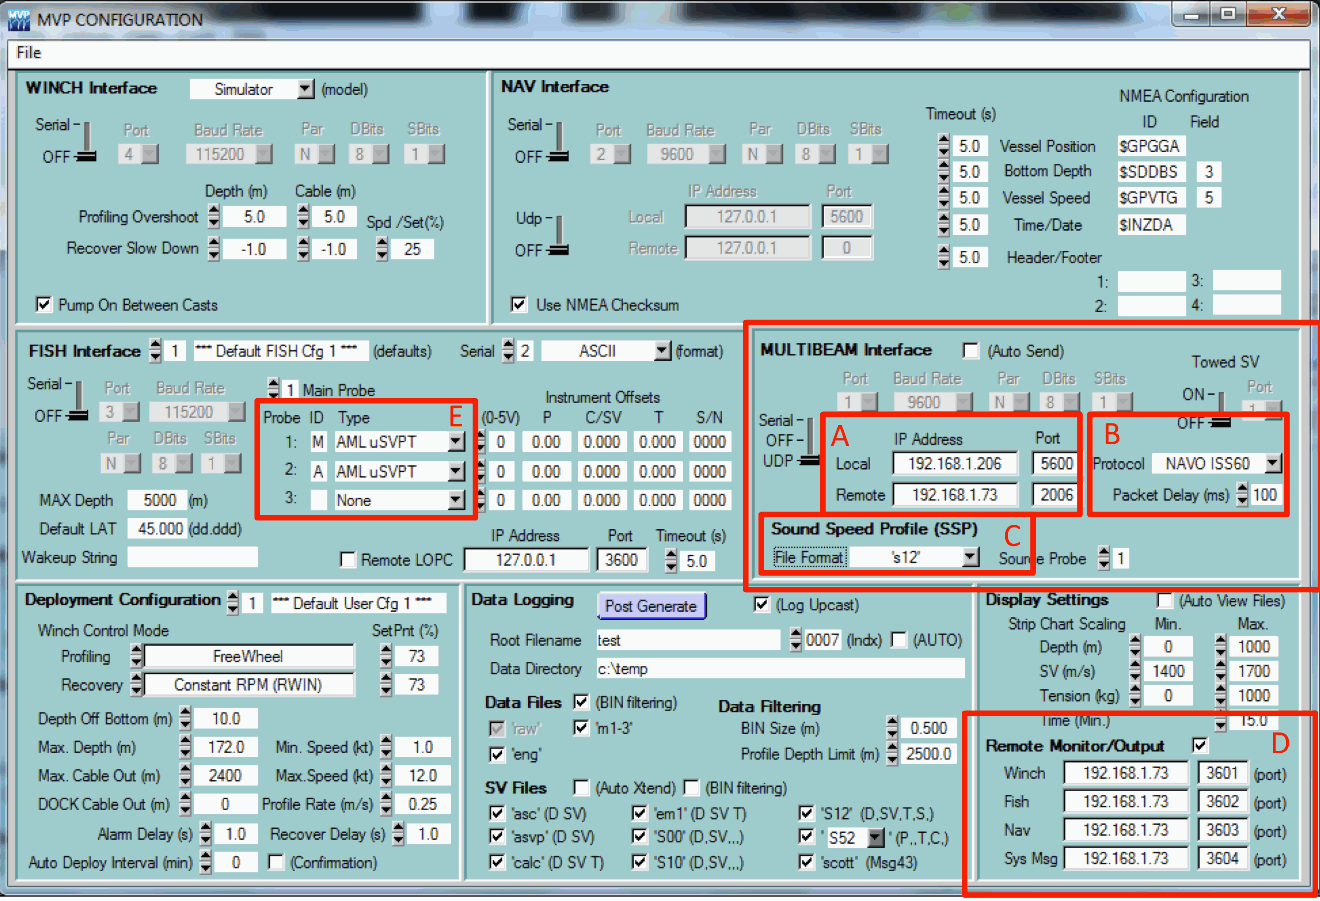 MVP CONFIGURATION
File
WINCH Interface Simulator (model)
Serial
OFF
Port Baud Rate Par DBits SBits
4 115200 N 8 1
Depth (m) Cable (m)
Profiling Overshoot 5.0 5.0 Spd /Set(%)
Recover Slow Down -1.0 -1.0 25
Pump On Between Casts
NAV Interface
Serial
OFF
Port Baud Rate Par DBits SBits
2 9600 N 8 1
IP Address Port
Udp
OFF
Local 127.0.0.1 5600
Remote 127.0.0.1 0
Use NMEA Checksum
NMEA Configuration
Timeout (s) ID Field
5.0 Vessel Position $GPGGA
5.0 Bottom Depth $SDDBS 3
5.0 Vessel Speed $GPVTG 5
5.0 Time/Date $INZDA
5.0 Header/Footer
1: 3:
2: 4:
FISH Interface 1 *** Default FISH Cfg 1 *** (defaults) Serial 2 ASCII (format)
Serial
OFF
Port Baud Rate
3 115200
Par DBits SBits
N 8 1
MAX Depth 5000 (m)
Default LAT 45.000 (dd.ddd)
Wakeup String
1 Main Probe
Instrument Offsets
Probe ID Type E (0-5V) P C/SV T S/N
1: M AML uSVPT 0 0.00 0.000 0.000 0000
2: A AML uSVPT 0 0.00 0.000 0.000 0000
3: None 0 0.00 0.000 0.000 0000
IP Address Port Timeout (s)
Remote LOPC 127.0.0.1 3600 5.0
MULTIBEAM Interface (Auto Send)
Port Baud Rate Par DBits SBits
1 9600 N 8 1
Towed SV
ON
OFF
Port
1
Serial
OFF
UDP
A IP Address Port
Local 192.168.1.206 5600
Remote 192.168.1.73 2006
B
Protocol NAVO ISS60
Packet Delay (ms) 100
Sound Speed Profile (SSP) C
File Format 's12' Source Probe 1
Deployment Configuration 1 *** Default User Cfg 1 ***
Winch Control Mode SetPnt (%)
Profiling FreeWheel 73
Recovery Constant RPM (RWIN) 73
Depth Off Bottom (m) 10.0
Max. Depth (m) 172.0 Min. Speed (kt) 1.0
Max. Cable Out (m) 2400 Max.Speed (kt) 12.0
DOCK Cable Out (m) 0 Profile Rate (m/s) 0.25
Alarm Delay (s) 1.0 Recover Delay (s) 1.0
Auto Deploy Interval (min) 0 (Confirmation)
Data Logging Post Generate (Log Upcast)
Root Filename test 0007 (Indx) (AUTO)
Data Directory c:\temp
Data Files (BIN filtering)
'raw' 'm1-3'
'eng'
Data Filtering
BIN Size (m) 0.500
Profile Depth Limit (m) 2500.0
SV Files (Auto Xtend) (BIN filtering)
'asc' (D SV) 'em1' (D SV T) 'S12' (D,SV,T,S,)
'asvp' (D SV) 'S00' (D,SV,,,) ' S52 ' (P,,T,C,)
'calc' (D SV T) 'S10' (D,SV,,,) 'scott' (Msg43)
Display Settings (Auto View Files)
Strip Chart Scaling Min. Max.
Depth (m) 0 1000
SV (m/s) 1400 1700
Tension (kg) 0 1000
Time (Min.) 15.0
Remote Monitor/Output D
Winch 192.168.1.73 3601 (port)
Fish 192.168.1.73 3602 (port)
Nav 192.168.1.73 3603 (port)
Sys Msg 192.168.1.73 3604 (port)